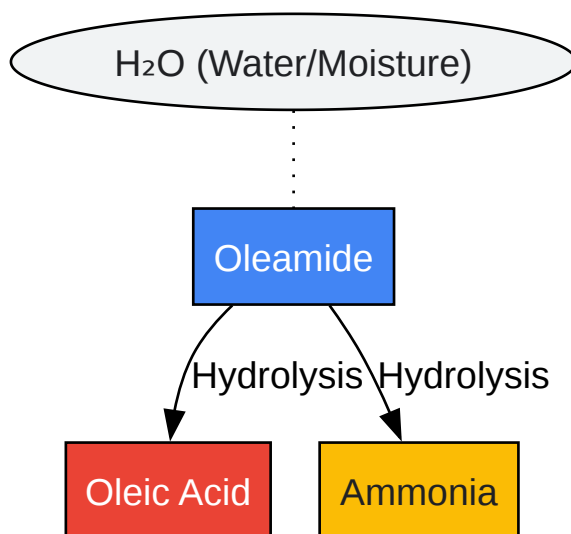 H₂O (Water/Moisture)
Oleamide
Hydrolysis Hydrolysis
Oleic Acid
Ammonia